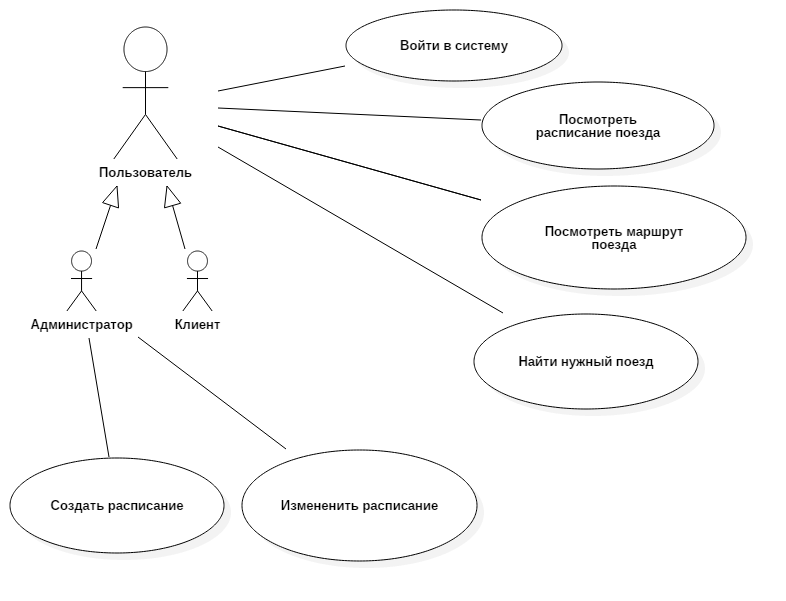 Войти в систему
Посмотреть
расписание поезда
Пользователь
Посмотреть маршрут
поезда
Администратор
Клиент
Найти нужный поезд
Создать расписание
Измененить расписание